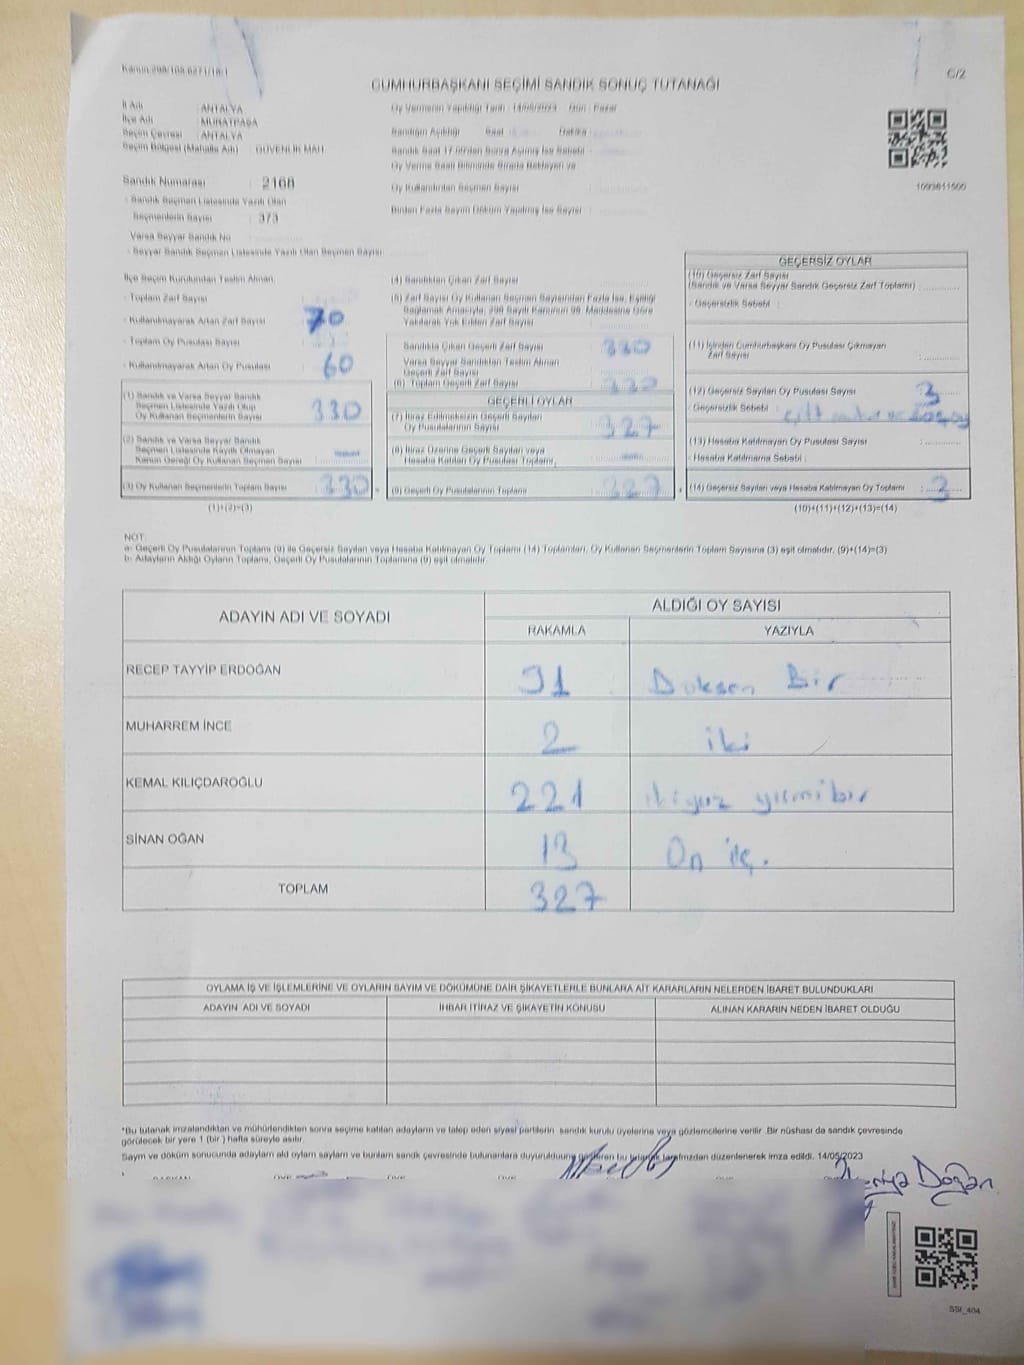 Kanun:298/105,6271/18-1
C/2
CUMHURBAŞKANI SEÇİMİ SANDIK SONUÇ TUTANAĞI
İl Adı : ANTALYA
İlçe Adı : MURATPAŞA
Seçim Çevresi : ANTALYA
Seçim Bölgesi (Mahalle Adı) : GÜVENLİK MAH.
Sandık Numarası : 2168
- Sandık Seçmen Listesinde Yazılı Olan
Seçmenlerin Sayısı : 373
Varsa Seyyar Sandık No
- Seyyar Sandık Seçmen Listesinde Yazılı Olan Seçmen Sayısı :
Oy Vermenin Yapıldığı Tarih : 14/05/2023 Gün : Pazar
Sandığın Açıldığı Saat Dakika
Sandık Saat 17.00'den Sonra Açılmış İse Sebebi :
Oy Verme Saati Bitiminde Sırada Bekleyen ve
Oy Kullandırılan Seçmen Sayısı
Birden Fazla Sayım Döküm Yapılmış İse Sayısı
1093811500
İlçe Seçim Kurulundan Teslim Alınan;
- Toplam Zarf Sayısı
- Kullanılmayarak Artan Zarf Sayısı 70
- Toplam Oy Pusulası Sayısı
- Kullanılmayarak Artan Oy Pusulası 60
(1) Sandık ve Varsa Seyyar Sandık
Seçmen Listesinde Yazılı Olup
Oy Kullanan Seçmenlerin Sayısı 330
(2) Sandık ve Varsa Seyyar Sandık
Seçmen Listesinde Kayıtlı Olmayan
Kanun Gereği Oy Kullanan Seçmen Sayısı
(3) Oy Kullanan Seçmenlerin Toplam Sayısı 330
(1)+(2)=(3)
(4) Sandıktan Çıkan Zarf Sayısı
(5) Zarf Sayısı Oy Kullanan Seçmen Sayısından Fazla İse, Eşitliği
Sağlamak Amacıyla, 298 Sayılı Kanunun 98. Maddesine Göre
Yakılarak Yok Edilen Zarf Sayısı
Sandıkta Çıkan Geçerli Zarf Sayısı 330
Varsa Seyyar Sandıktan Teslim Alınan
Geçerli Zarf Sayısı
(6) Toplam Geçerli Zarf Sayısı 330
GEÇERLİ OYLAR
(7) İtiraz Edilmeksizin Geçerli Sayılan
Oy Pusulalarının Sayısı 327
(8) İtiraz Üzerine Geçerli Sayılan veya
Hesaba Katılan Oy Pusulası Toplamı,
(9) Geçerli Oy Pusulalarının Toplamı 327
GEÇERSİZ OYLAR
(10) Geçersiz Zarf Sayısı
(Sandık ve Varsa Seyyar Sandık Geçersiz Zarf Toplamı) :
- Geçersizlik Sebebi :
(11) İçinden Cumhurbaşkanı Oy Pusulası Çıkmayan
Zarf Sayısı
(12) Geçersiz Sayılan Oy Pusulası Sayısı 3
- Geçersizlik Sebebi :
(13) Hesaba Katılmayan Oy Pusulası Sayısı
- Hesaba Katılmama Sebebi :
(14) Geçersiz Sayılan veya Hesaba Katılmayan Oy Toplamı : 3
(10)+(11)+(12)+(13)=(14)
NOT:
a- Geçerli Oy Pusulalarının Toplamı (9) ile Geçersiz Sayılan veya Hesaba Katılmayan Oy Toplamı (14) Toplamları, Oy Kullanan Seçmenlerin Toplam Sayısına (3) eşit olmalıdır. (9)+(14)=(3)
b- Adayların Aldığı Oyların Toplamı, Geçerli Oy Pusulalarının Toplamına (9) eşit olmalıdır.
ADAYIN ADI VE SOYADI ALDIĞI OY SAYISI
RAKAMLA YAZIYLA
RECEP TAYYİP ERDOĞAN 91 Doksan Bir
MUHARREM İNCE 2 iki
KEMAL KILIÇDAROĞLU 221 ikiyüz yirmibir
SİNAN OĞAN 13 On üç.
TOPLAM 327
OYLAMA İŞ VE İŞLEMLERİNE VE OYLARIN SAYIM VE DÖKÜMÜNE DAİR ŞİKAYETLERLE BUNLARA AİT KARARLARIN NELERDEN İBARET BULUNDUKLARI
ADAYIN ADI VE SOYADI İHBAR İTİRAZ VE ŞİKAYETİN KONUSU ALINAN KARARIN NEDEN İBARET OLDUĞU
*Bu tutanak imzalandıktan ve mühürlendikten sonra seçime katılan adayların ve talep eden siyasi partilerin sandık kurulu üyelerine veya gözlemcilerine verilir. Bir nüshası da sandık çevresinde
görülecek bir yere 1 (bir) hafta süreyle asılır.
Sayım ve döküm sonucunda adayların ald oyların sayların ve bunların sandık çevresinde bulunanlara duyurulduğunu gösteren bu tutanak tarafımızdan düzenlenerek imza edildi. 14/05/2023
Doğan
SSI_404